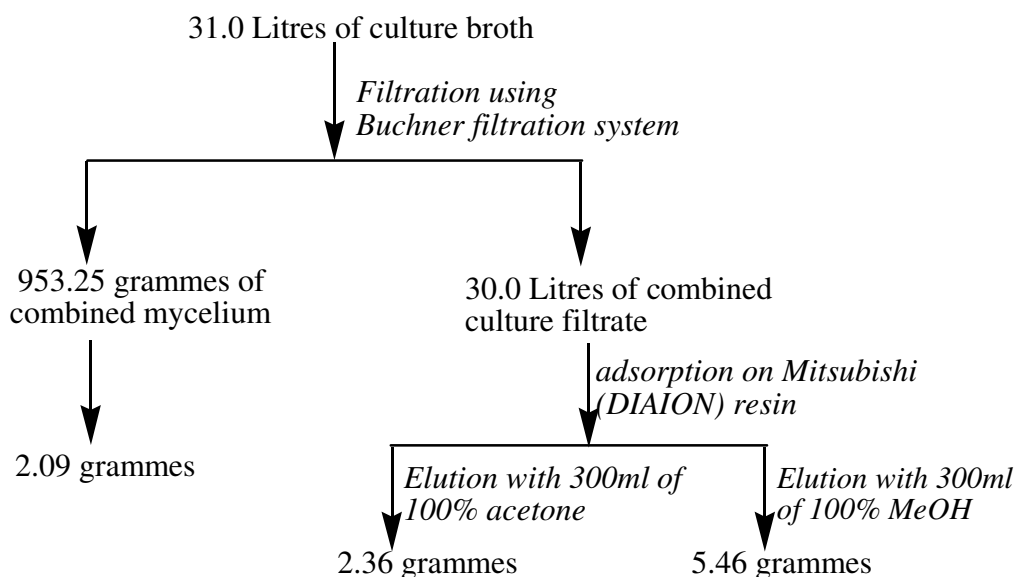 31.0 Litres of culture broth
Filtration using
Buchner filtration system
953.25 grammes of
combined mycelium
30.0 Litres of combined
culture filtrate
adsorption on Mitsubishi
(DIAION) resin
2.09 grammes
Elution with 300ml of
100% acetone
Elution with 300ml
of 100% MeOH
2.36 grammes
5.46 grammes